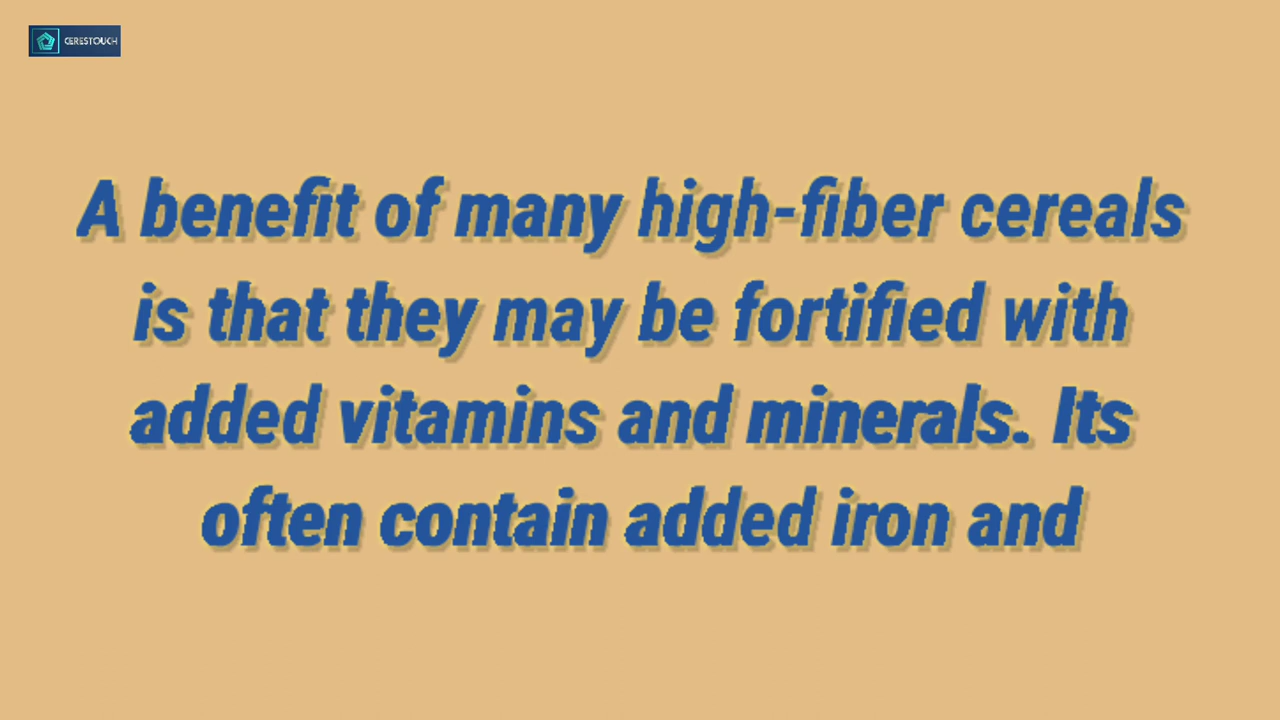 CERESTOUCH
A benefit of many high-fiber cereals
is that they may be fortified with
added vitamins and minerals. Its
often contain added iron and